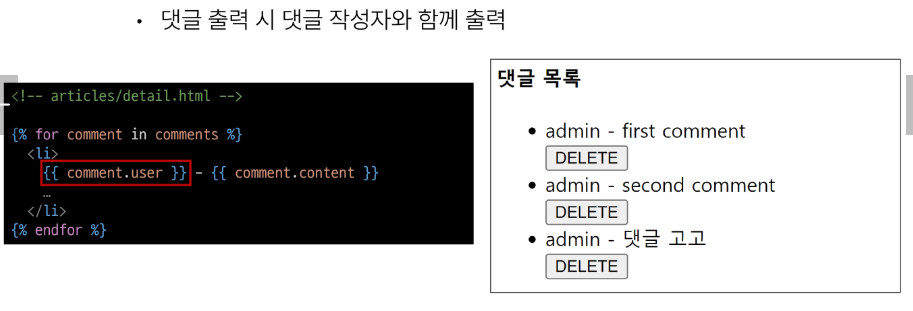 • 댓글 출력 시 댓글 작성자와 함께 출력
<!-- articles/detail.html -->
{% for comment in comments %}
<li>
{{ comment.user }} - {{ comment.content }}
…
</li>
{% endfor %}
댓글 목록
• admin - first comment
DELETE
• admin - second comment
DELETE
• admin - 댓글 고고
DELETE